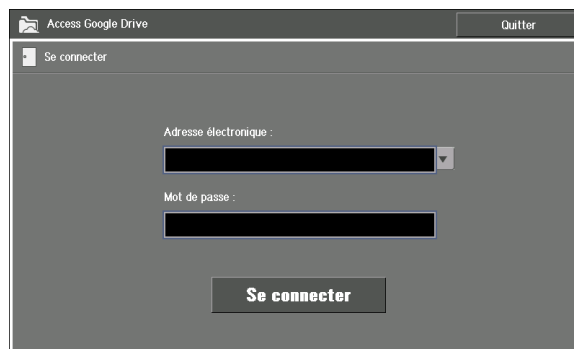 Access Google Drive
Quitter
Se connecter
Adresse électronique :
Mot de passe :
Se connecter